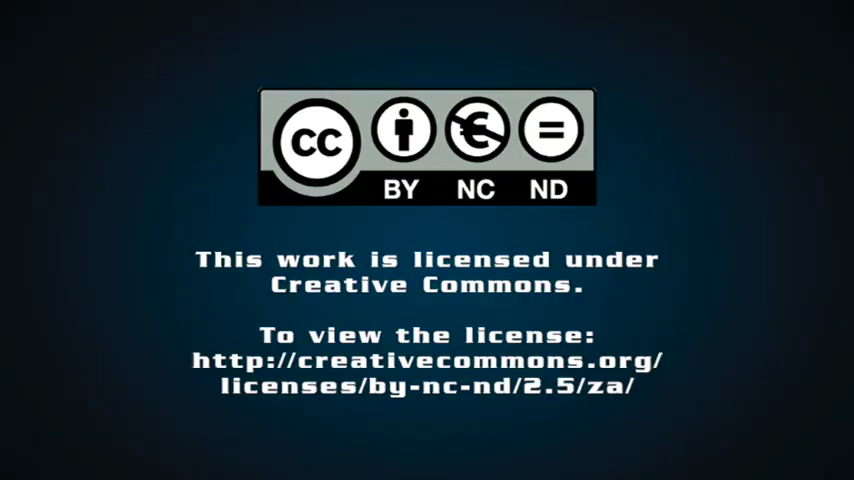 CC
BY NC ND
This work is licensed under
Creative Commons.
To view the license:
http://creativecommons.org/
licenses/by-nc-nd/2.5/za/